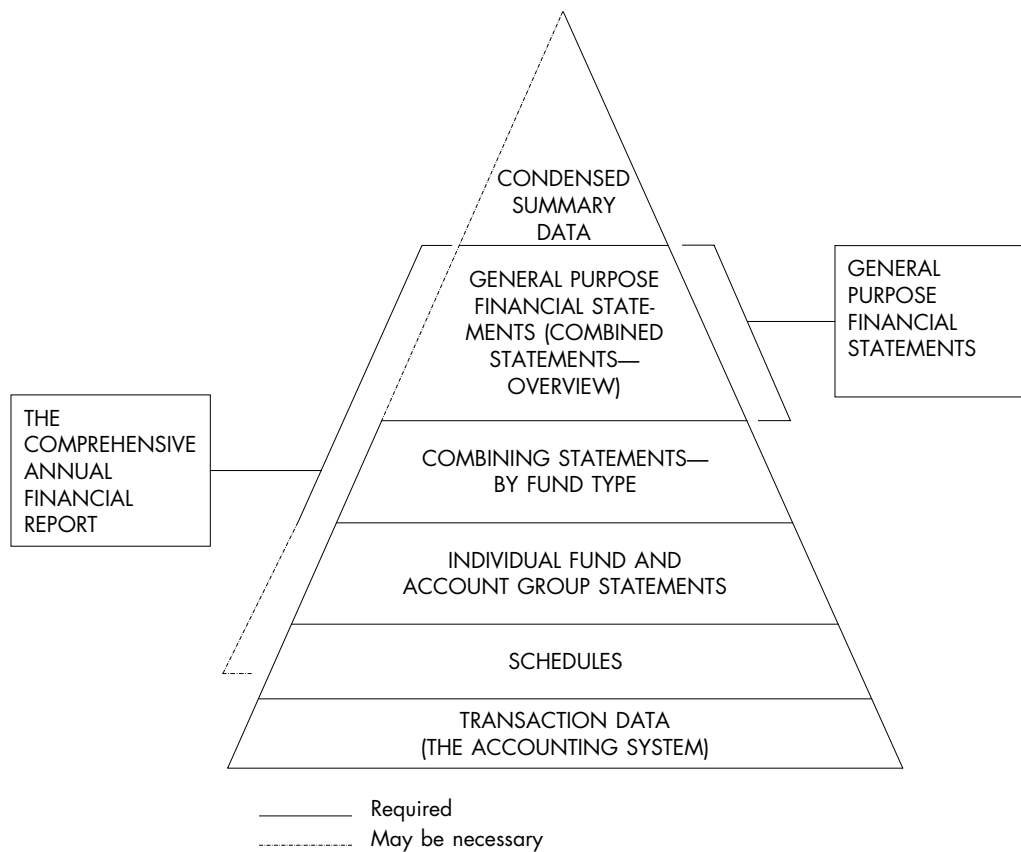 CONDENSED
SUMMARY
DATA
GENERAL PURPOSE
FINANCIAL STATE-
MENTS (COMBINED
STATEMENTS—
OVERVIEW)
GENERAL
PURPOSE
FINANCIAL
STATEMENTS
THE
COMPREHENSIVE
ANNUAL
FINANCIAL
REPORT
COMBINING STATEMENTS—
BY FUND TYPE
INDIVIDUAL FUND AND
ACCOUNT GROUP STATEMENTS
SCHEDULES
TRANSACTION DATA
(THE ACCOUNTING SYSTEM)
Required
May be necessary